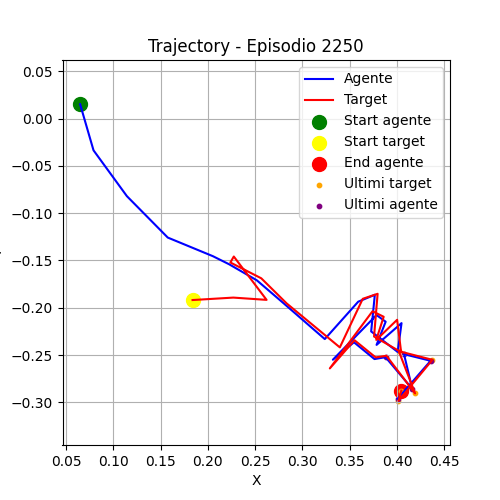 Trajectory - Episodio 2250
Agente
Target
Start agente
Start target
End agente
Ultimi target
Ultimi agente
0.05
0.00
−0.05
−0.10
−0.15
−0.20
−0.25
−0.30
0.05 0.10 0.15 0.20 0.25 0.30 0.35 0.40 0.45
X